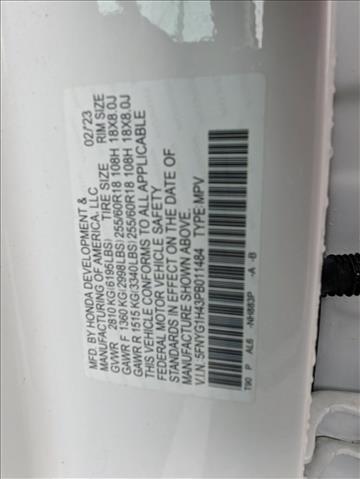 MFD. BY HONDA DEVELOPMENT & 02/23
MANUFACTURING OF AMERICA, LLC
TIRE SIZE RIM SIZE
GVWR 2810 KG(6195LBS)
GAWR F 1360 KG(2998LBS) 255/60R18 108H 18X8.0J
GAWR R 1515 KG(3340LBS) 255/60R18 108H 18X8.0J
THIS VEHICLE CONFORMS TO ALL APPLICABLE
FEDERAL MOTOR VEHICLE SAFETY
STANDARDS IN EFFECT ON THE DATE OF
MANUFACTURE SHOWN ABOVE.
V.I.N. 5FNYG1H43PB011484 TYPE MPV
T90 P AL6 -NH883P -A -B